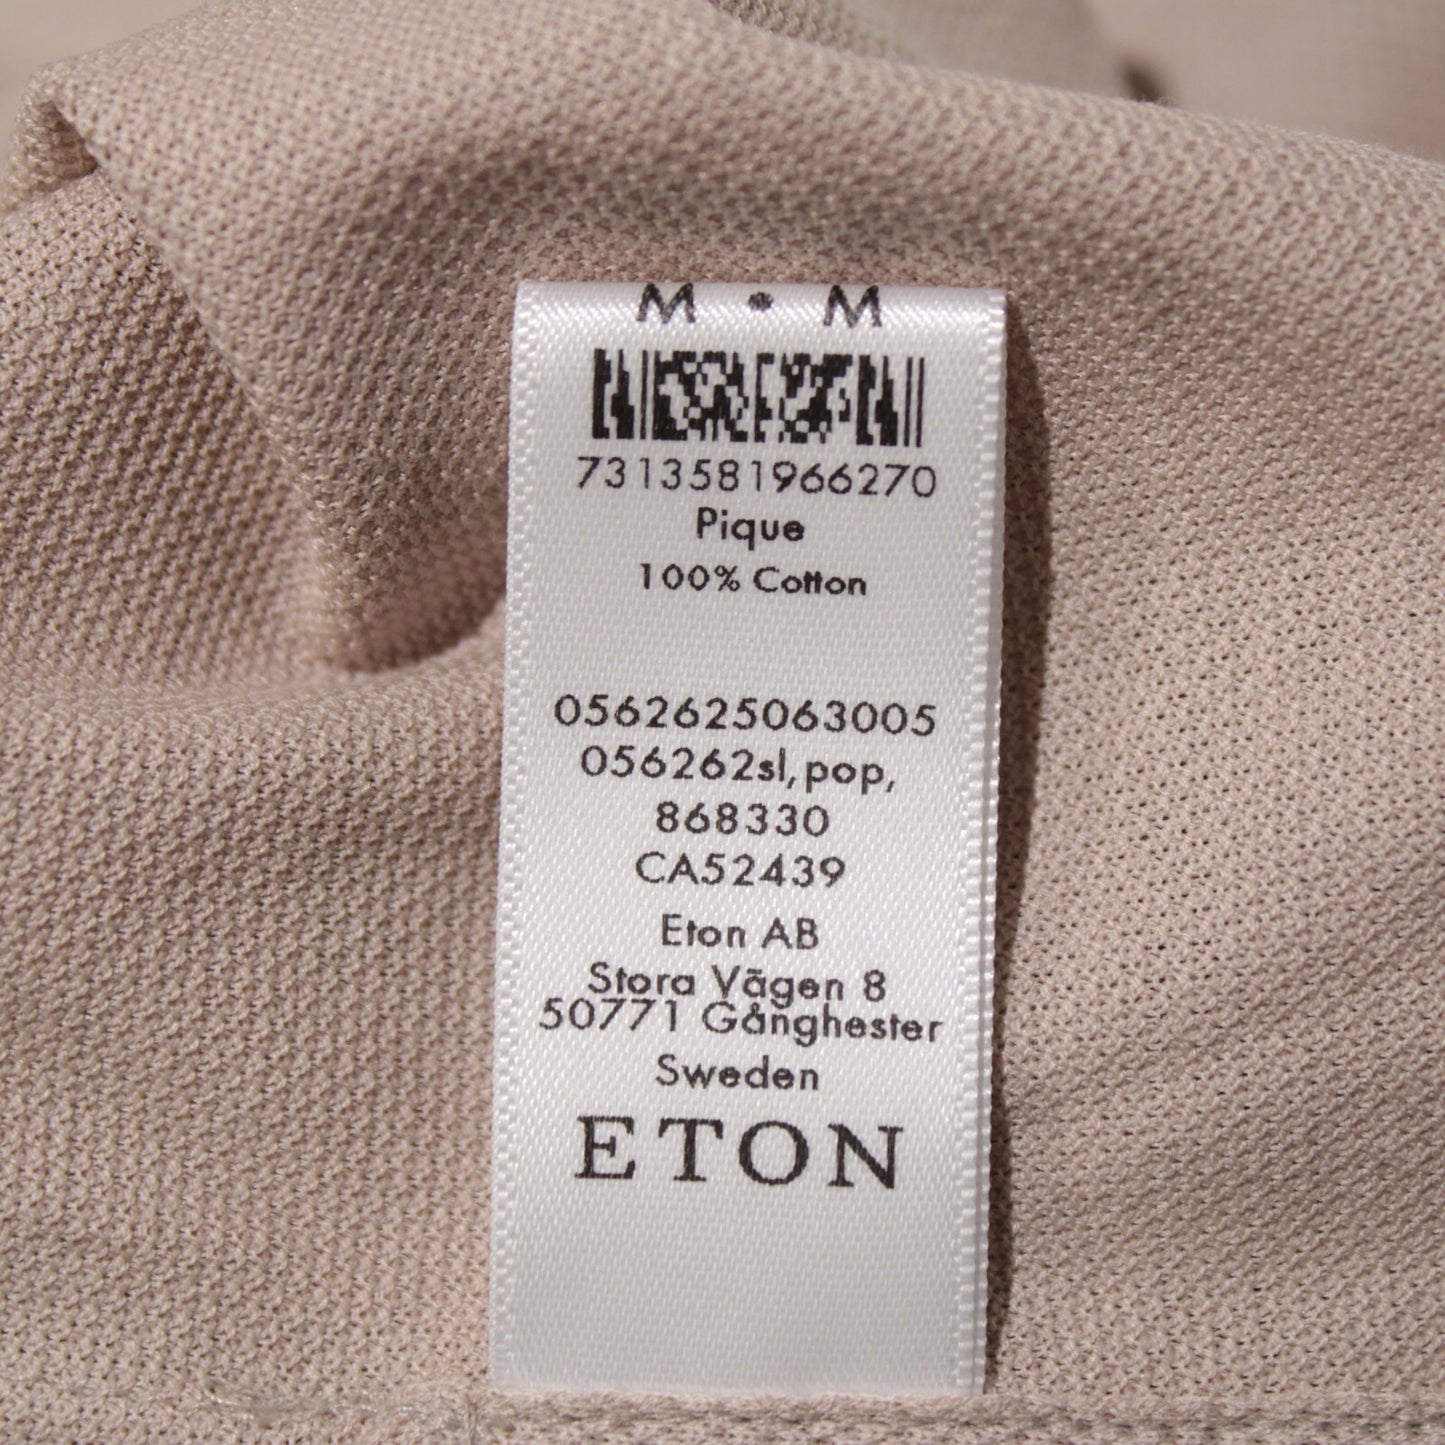 M • M
7313581966270
Pique
100% Cotton
0562625063005
056262sl,pop,
868330
CA52439
Eton AB
Stora Vägen 8
50771 Gånghester
Sweden
ETON